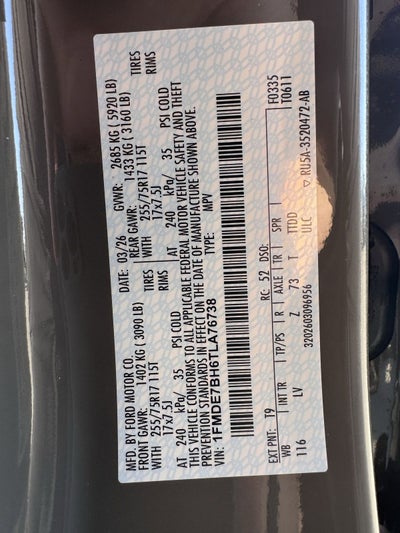 MFD. BY FORD MOTOR CO.
DATE: 03/26 GVWR: 2685 KG ( 5920 LB)
FRONT GAWR: 1402 KG ( 3090 LB) REAR GAWR: 1433 KG ( 3160 LB)
255/75R17 115T TIRES WITH 255/75R17 115T TIRES
17x7.5J RIMS 17x7.5J RIMS
AT 240 kPa/ 35 PSI COLD AT 240 kPa/ 35 PSI COLD
THIS VEHICLE CONFORMS TO ALL APPLICABLE FEDERAL MOTOR VEHICLE SAFETY AND THEFT
PREVENTION STANDARDS IN EFFECT ON THE DATE OF MANUFACTURE SHOWN ABOVE.
VIN: 1FMDE7BH6TLA76738 TYPE: MPV
F0335
T0611
EXT PNT: T9 RC: 52 DSO:
WB INT TR TP/PS R AXLE TR SPR
116 LV Z 73 T TTDD
ULC
3202603096956 ▽ RU5A-3520472-AB